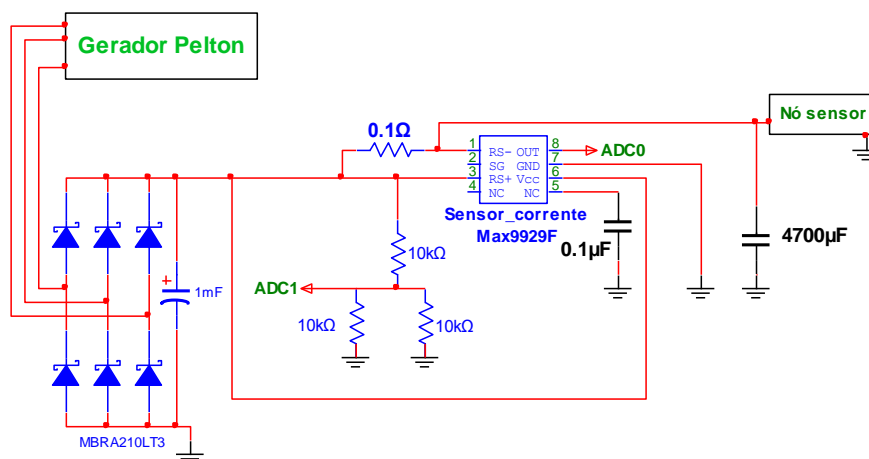 Gerador Pelton
Nó sensor
0.1Ω
1 RS- OUT 8
2 SG GND 7
3 RS+ Vcc 6
4 NC NC 5
ADC0
Sensor_corrente
Max9929F
0.1µF
4700µF
10kΩ
ADC1
10kΩ
10kΩ
+
1mF
MBRA210LT3